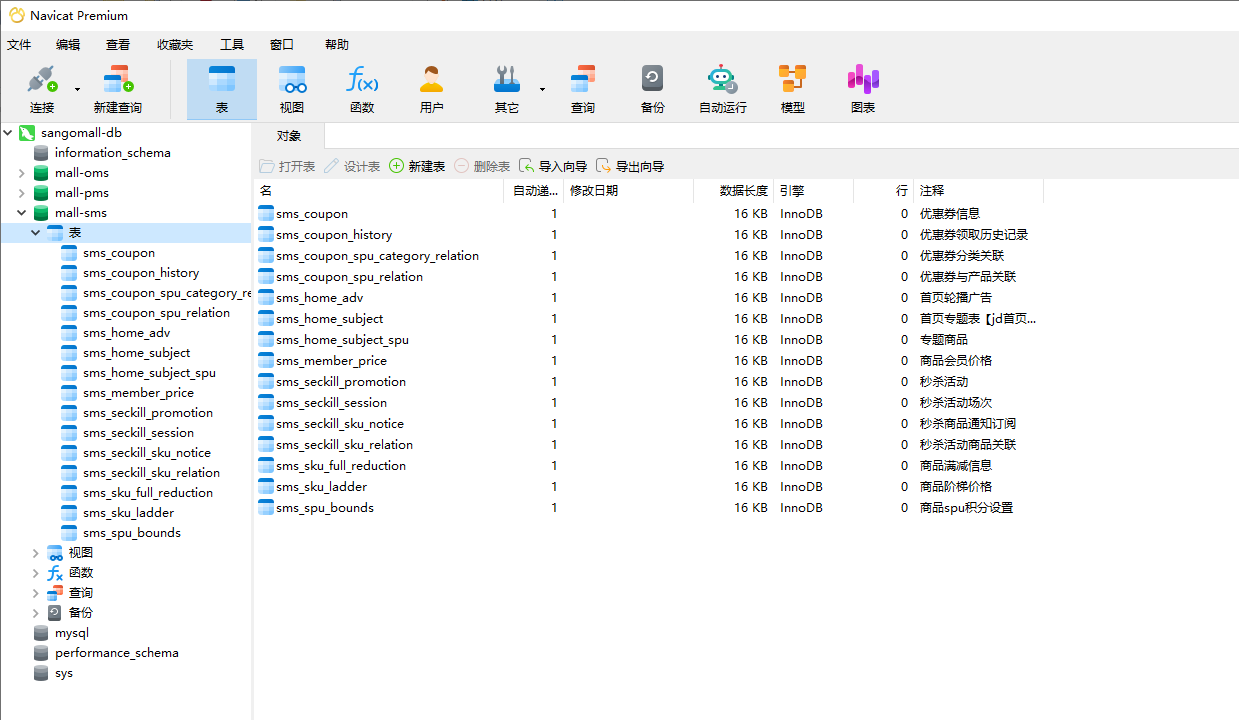 Navicat Premium
文件 编辑 查看 收藏夹 工具 窗口 帮助
连接 新建查询 表 视图 函数 用户 其它 查询 备份 自动运行 模型 图表
sangomall-db
information_schema
mall-oms
mall-pms
mall-sms
表
sms_coupon
sms_coupon_history
sms_coupon_spu_category_re
sms_coupon_spu_relation
sms_home_adv
sms_home_subject
sms_home_subject_spu
sms_member_price
sms_seckill_promotion
sms_seckill_session
sms_seckill_sku_notice
sms_seckill_sku_relation
sms_sku_full_reduction
sms_sku_ladder
sms_spu_bounds
视图
函数
查询
备份
mysql
performance_schema
sys
对象
打开表 设计表 新建表 删除表 导入向导 导出向导
名 自动递... 修改日期 数据长度 引擎 行 注释
sms_coupon 1 16 KB InnoDB 0 优惠券信息
sms_coupon_history 1 16 KB InnoDB 0 优惠券领取历史记录
sms_coupon_spu_category_relation 1 16 KB InnoDB 0 优惠券分类关联
sms_coupon_spu_relation 1 16 KB InnoDB 0 优惠券与产品关联
sms_home_adv 1 16 KB InnoDB 0 首页轮播广告
sms_home_subject 1 16 KB InnoDB 0 首页专题表【jd首页...
sms_home_subject_spu 1 16 KB InnoDB 0 专题商品
sms_member_price 1 16 KB InnoDB 0 商品会员价格
sms_seckill_promotion 1 16 KB InnoDB 0 秒杀活动
sms_seckill_session 1 16 KB InnoDB 0 秒杀活动场次
sms_seckill_sku_notice 1 16 KB InnoDB 0 秒杀商品通知订阅
sms_seckill_sku_relation 1 16 KB InnoDB 0 秒杀活动商品关联
sms_sku_full_reduction 1 16 KB InnoDB 0 商品满减信息
sms_sku_ladder 1 16 KB InnoDB 0 商品阶梯价格
sms_spu_bounds 1 16 KB InnoDB 0 商品spu积分设置